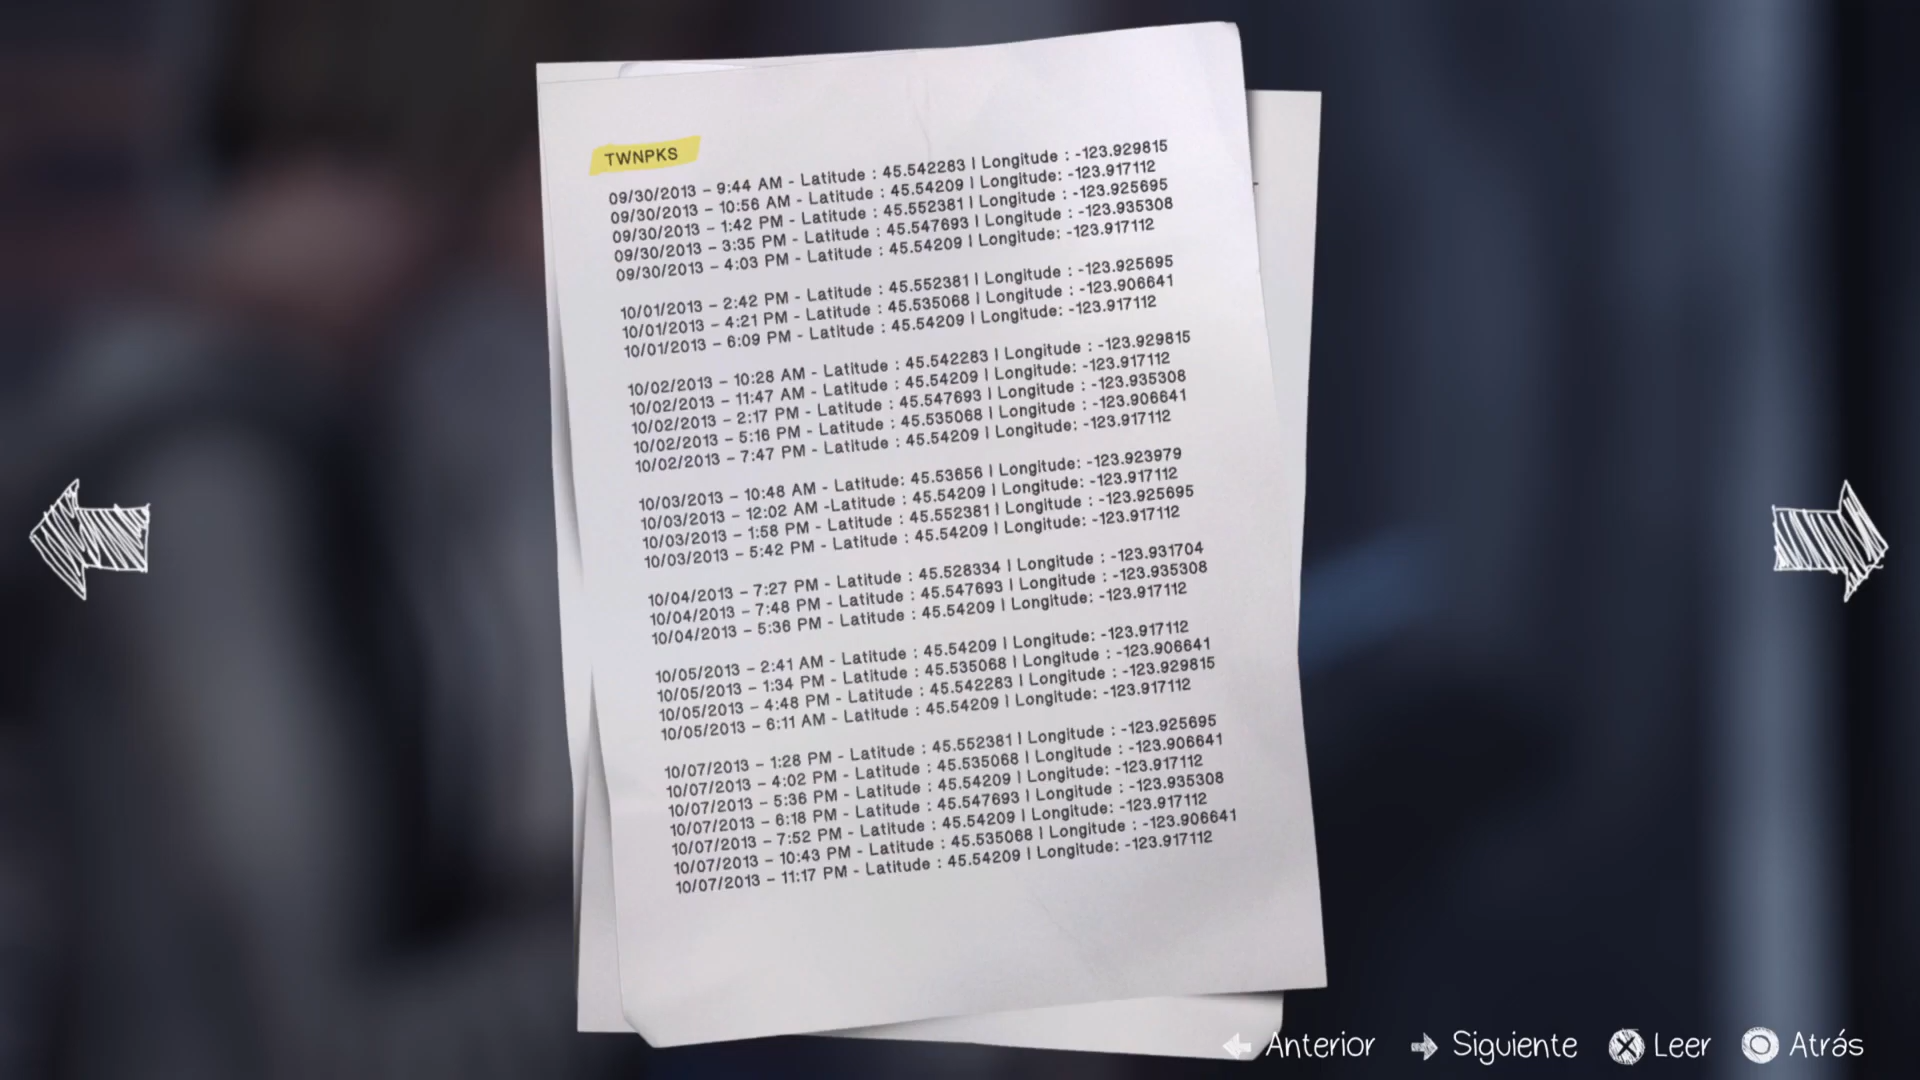 TWNPKS
09/30/2013 – 9:44 AM - Latitude : 45.542283 | Longitude : -123.929815
09/30/2013 – 10:56 AM - Latitude : 45.54209 | Longitude: -123.917112
09/30/2013 – 1:42 PM - Latitude : 45.552381 | Longitude : -123.925695
09/30/2013 – 3:35 PM - Latitude : 45.547693 | Longitude : -123.935308
09/30/2013 – 4:03 PM - Latitude : 45.54209 | Longitude: -123.917112
10/01/2013 – 2:42 PM - Latitude : 45.552381 | Longitude : -123.925695
10/01/2013 – 4:21 PM - Latitude : 45.535068 | Longitude : -123.906641
10/01/2013 – 6:09 PM - Latitude : 45.54209 | Longitude: -123.917112
10/02/2013 – 10:28 AM - Latitude : 45.542283 | Longitude : -123.929815
10/02/2013 – 11:47 AM - Latitude : 45.54209 | Longitude: -123.917112
10/02/2013 – 2:17 PM - Latitude : 45.547693 | Longitude : -123.935308
10/02/2013 – 5:16 PM - Latitude : 45.535068 | Longitude : -123.906641
10/02/2013 – 7:47 PM - Latitude : 45.54209 | Longitude: -123.917112
10/03/2013 – 10:48 AM - Latitude: 45.53656 | Longitude: -123.923979
10/03/2013 – 12:02 AM -Latitude : 45.54209 | Longitude: -123.917112
10/03/2013 – 1:58 PM - Latitude : 45.552381 | Longitude : -123.925695
10/03/2013 – 5:42 PM - Latitude : 45.54209 | Longitude: -123.917112
10/04/2013 – 7:27 PM - Latitude : 45.528334 | Longitude : -123.931704
10/04/2013 – 7:48 PM - Latitude : 45.547693 | Longitude : -123.935308
10/04/2013 – 5:36 PM - Latitude : 45.54209 | Longitude: -123.917112
10/05/2013 – 2:41 AM - Latitude : 45.54209 | Longitude: -123.917112
10/05/2013 – 1:34 PM - Latitude : 45.535068 | Longitude : -123.906641
10/05/2013 – 4:48 PM - Latitude : 45.542283 | Longitude : -123.929815
10/05/2013 – 6:11 AM - Latitude : 45.54209 | Longitude: -123.917112
10/07/2013 – 1:28 PM - Latitude : 45.552381 | Longitude : -123.925695
10/07/2013 – 4:02 PM - Latitude : 45.535068 | Longitude : -123.906641
10/07/2013 – 5:36 PM - Latitude : 45.54209 | Longitude: -123.917112
10/07/2013 – 6:18 PM - Latitude : 45.547693 | Longitude : -123.935308
10/07/2013 – 7:52 PM - Latitude : 45.54209 | Longitude: -123.917112
10/07/2013 – 10:43 PM - Latitude : 45.535068 | Longitude : -123.906641
10/07/2013 – 11:17 PM - Latitude : 45.54209 | Longitude: -123.917112
Anterior Siguiente Leer Atrás